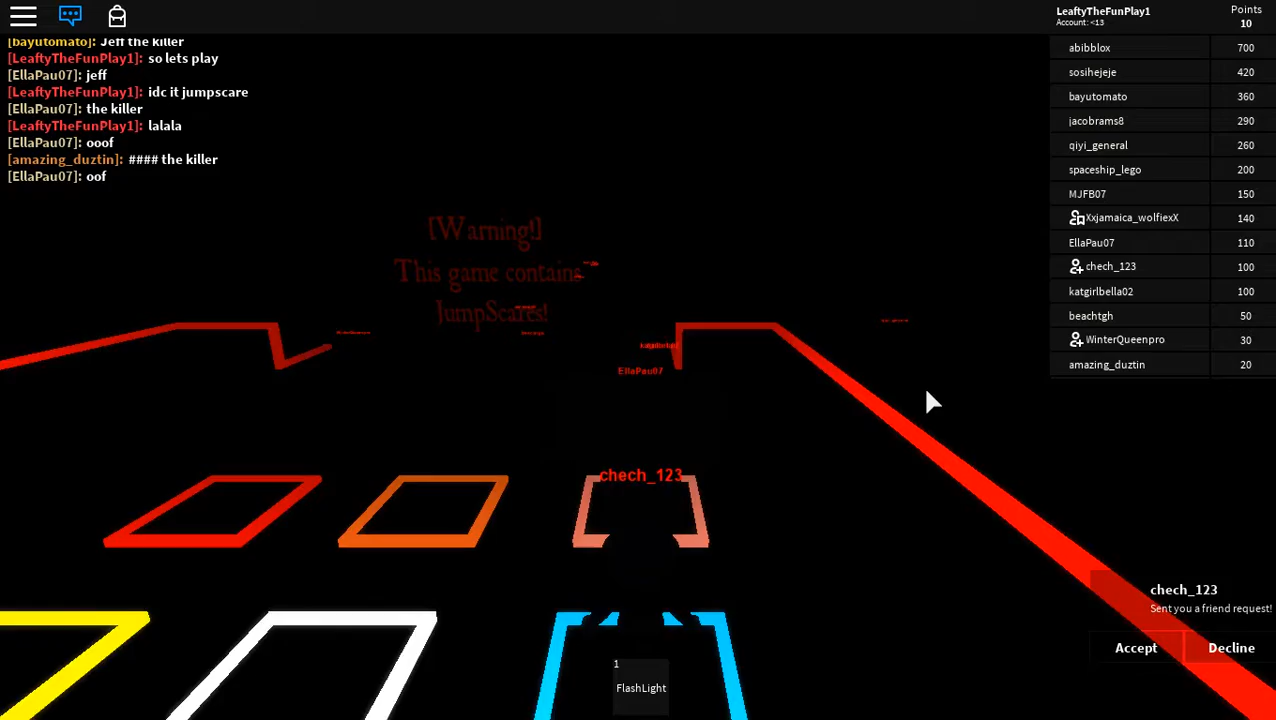 LeaftyTheFunPlay1
Account: <13
Points
10
[bayutomato]: Jeff the killer
[LeaftyTheFunPlay1]: so lets play
[EllaPau07]: jeff
[LeaftyTheFunPlay1]: idc it jumpscare
[EllaPau07]: the killer
[LeaftyTheFunPlay1]: lalala
[EllaPau07]: ooof
[amazing_duztin]: #### the killer
[EllaPau07]: oof
abibblox 700
sosihejeje 420
bayutomato 360
jacobrams8 290
qiyi_general 260
spaceship_lego 200
MJFB07 150
Xxjamaica_wolfiexX 140
EllaPau07 110
chech_123 100
katgirlbella02 100
beachtgh 50
WinterQueenpro 30
amazing_duztin 20
[Warning!]
This game contains
JumpScares!
EllaPau07
chech_123
chech_123
Sent you a friend request!
Accept Decline
1
FlashLight